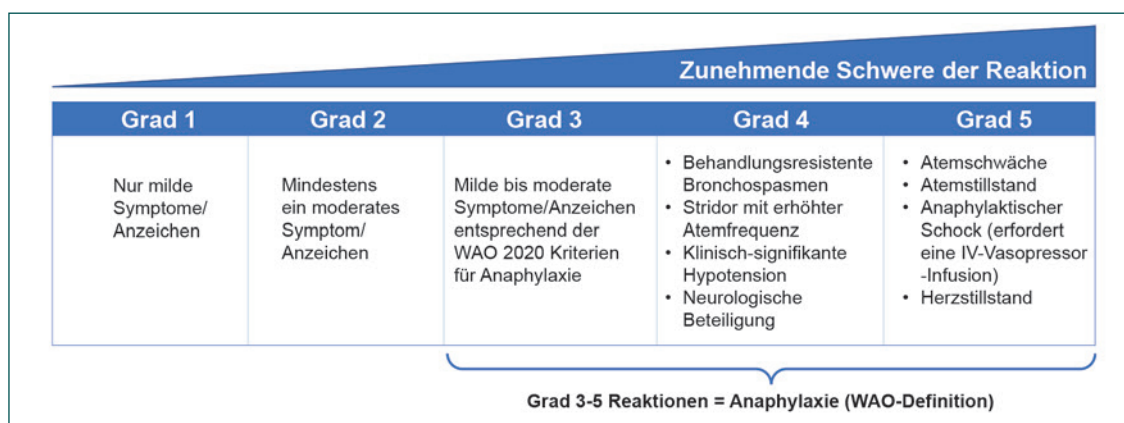 Zunehmende Schwere der Reaktion
Grad 1
Nur milde
Symptome/
Anzeichen
Grad 2
Mindestens
ein moderates
Symptom/
Anzeichen
Grad 3
Milde bis moderate
Symptome/Anzeichen
entsprechend der
WAO 2020 Kriterien
für Anaphylaxie
Grad 4
• Behandlungsresistente
Bronchospasmen
• Stridor mit erhöhter
Atemfrequenz
• Klinisch-signifikante
Hypotension
• Neurologische
Beteiligung
Grad 5
• Atemschwäche
• Atemstillstand
• Anaphylaktischer
Schock (erfordert
eine IV-Vasopressor
-Infusion)
• Herzstillstand
Grad 3-5 Reaktionen = Anaphylaxie (WAO-Definition)